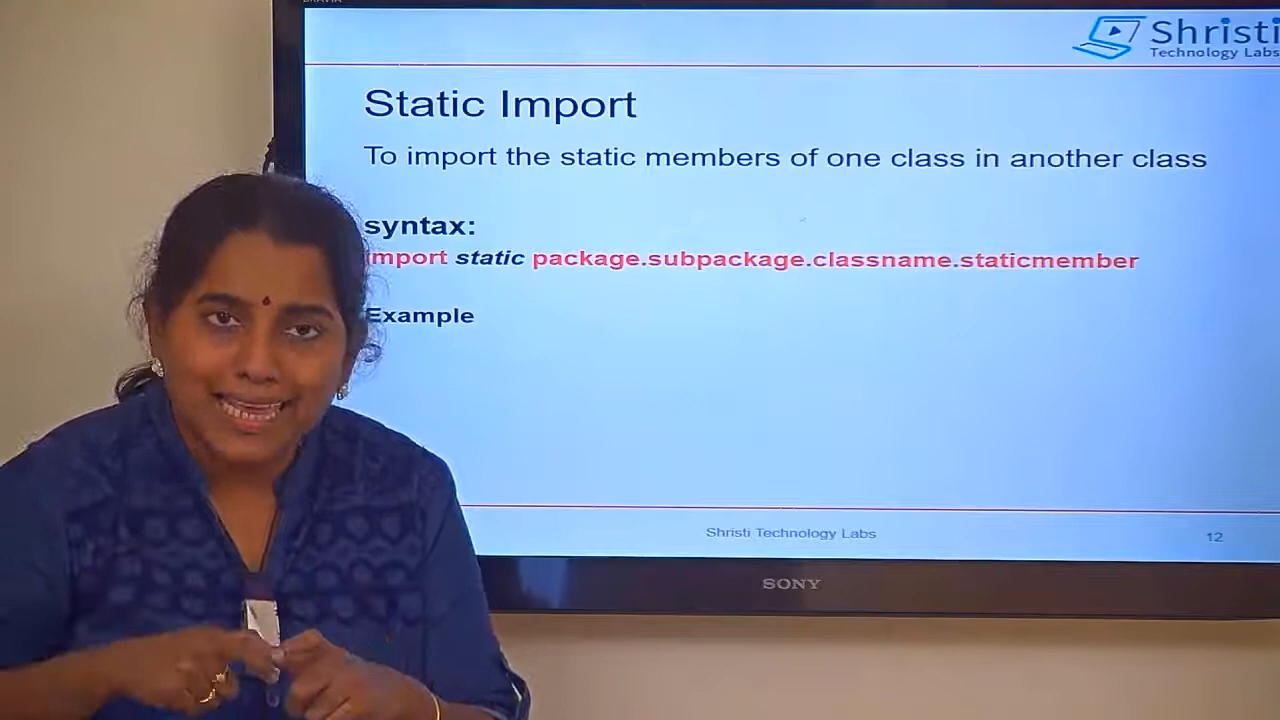 BRAVIA
Shristi
Technology Labs
Static Import
To import the static members of one class in another class
syntax:
import static package.subpackage.classname.staticmember
Example
Shristi Technology Labs
12
SONY